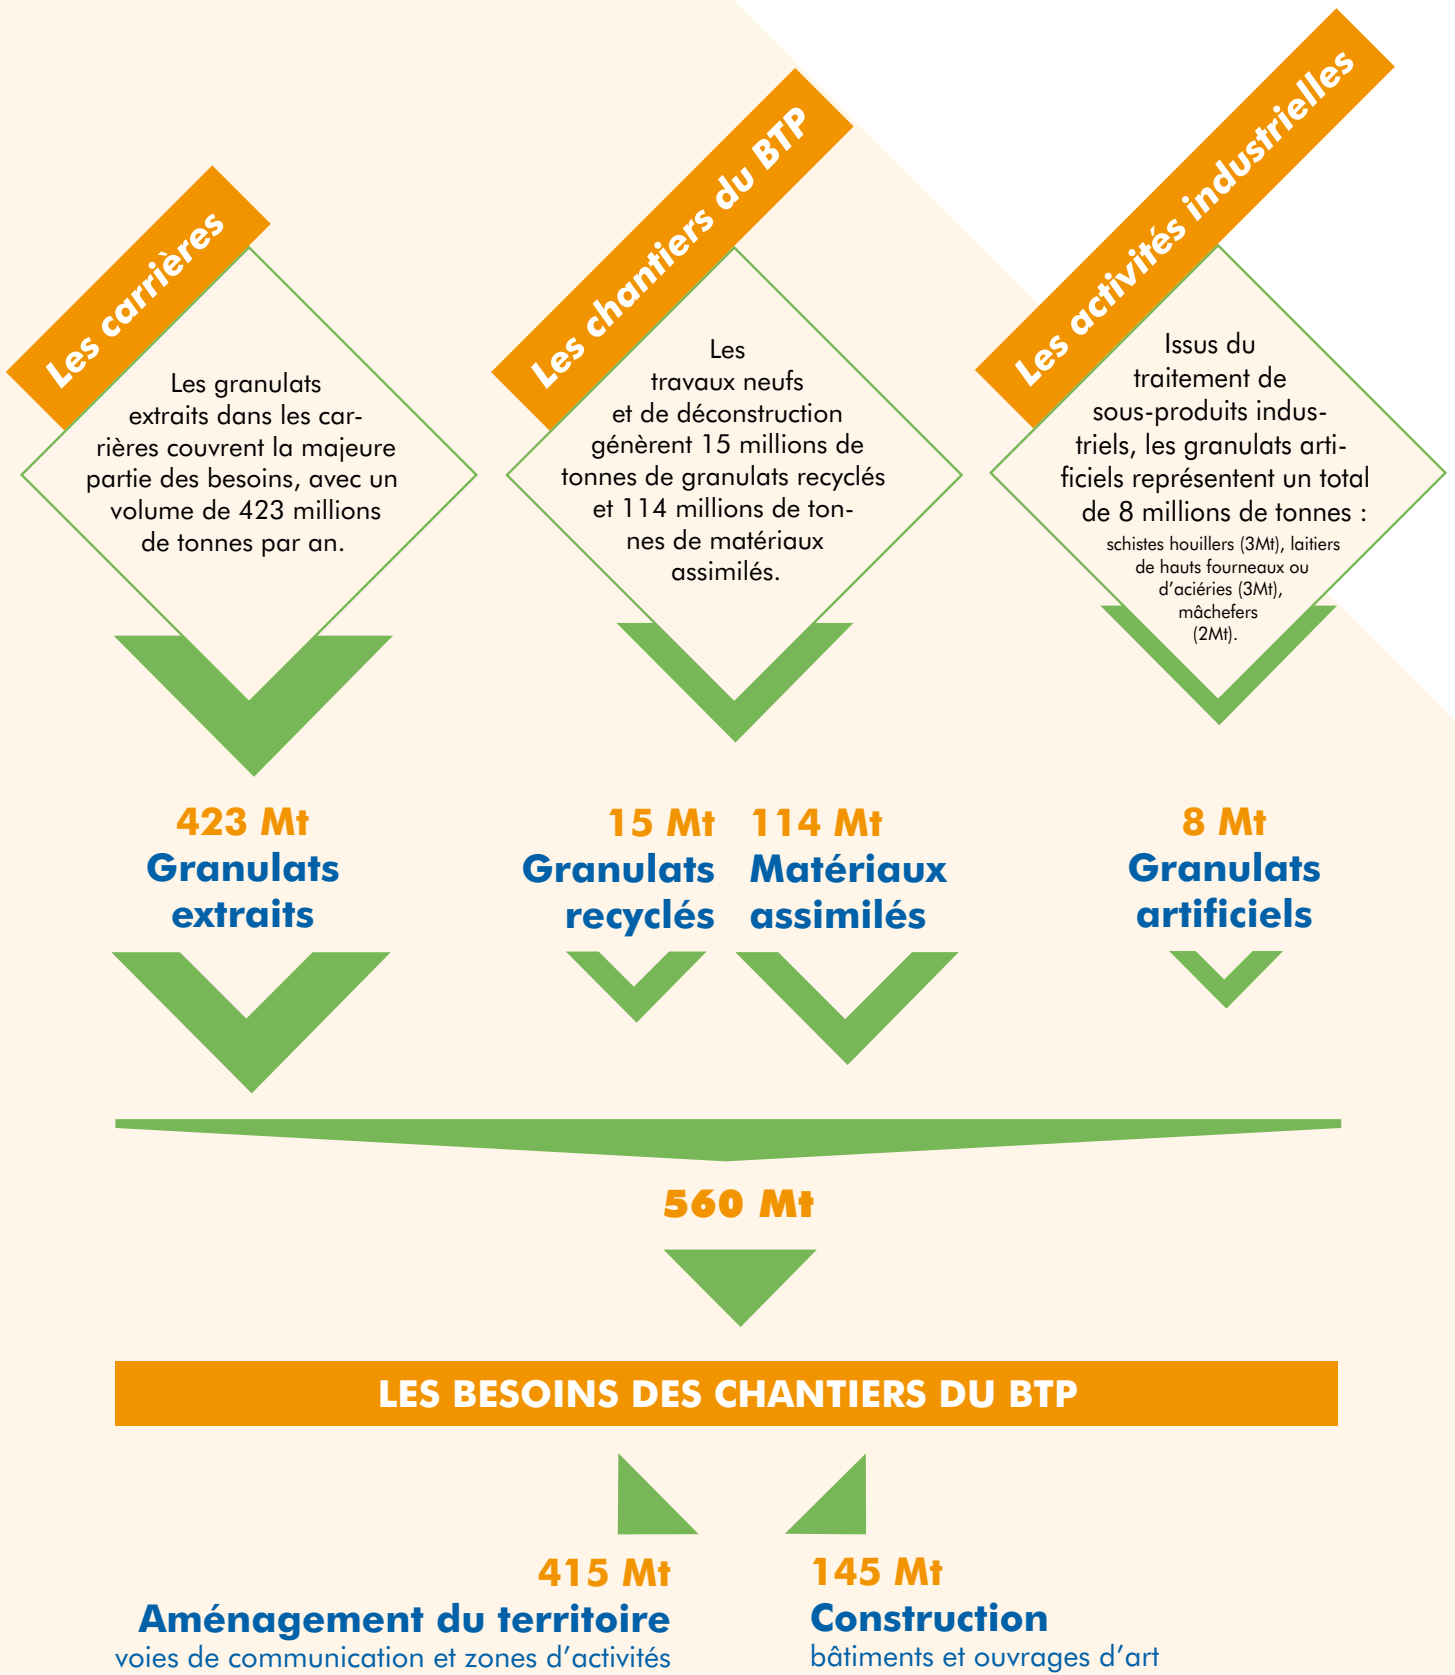 Les carrières
Les granulats
extraits dans les car-
rières couvrent la majeure
partie des besoins, avec un
volume de 423 millions
de tonnes par an.
Les chantiers du BTP
Les
travaux neufs
et de déconstruction
génèrent 15 millions de
tonnes de granulats recyclés
et 114 millions de ton-
nes de matériaux
assimilés.
Les activités industrielles
Issus du
traitement de
sous-produits indus-
triels, les granulats arti-
ficiels représentent un total
de 8 millions de tonnes :
schistes houillers (3Mt), laitiers
de hauts fourneaux ou
d'aciéries (3Mt),
mâchefers
(2Mt).
423 Mt
Granulats
extraits
15 Mt
Granulats
recyclés
114 Mt
Matériaux
assimilés
8 Mt
Granulats
artificiels
560 Mt
LES BESOINS DES CHANTIERS DU BTP
415 Mt
Aménagement du territoire
voies de communication et zones d'activités
145 Mt
Construction
bâtiments et ouvrages d'art